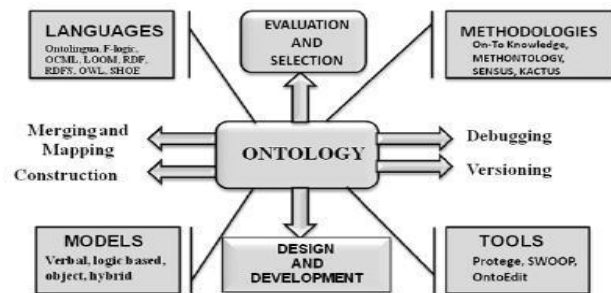 LANGUAGES
Ontolingua, F-logic,
OCML, LOOM, RDF,
RDFS, OWL, SHOE
EVALUATION
AND
SELECTION
METHODOLOGIES
On-To Knowledge,
METHONTOLOGY,
SENSUS, KACTUS
Merging and
Mapping
Construction
ONTOLOGY
Debugging
Versioning
MODELS
Verbal, logic based,
object, hybrid
DESIGN
AND
DEVELOPMENT
TOOLS
Protege, SWOOP,
OntoEdit